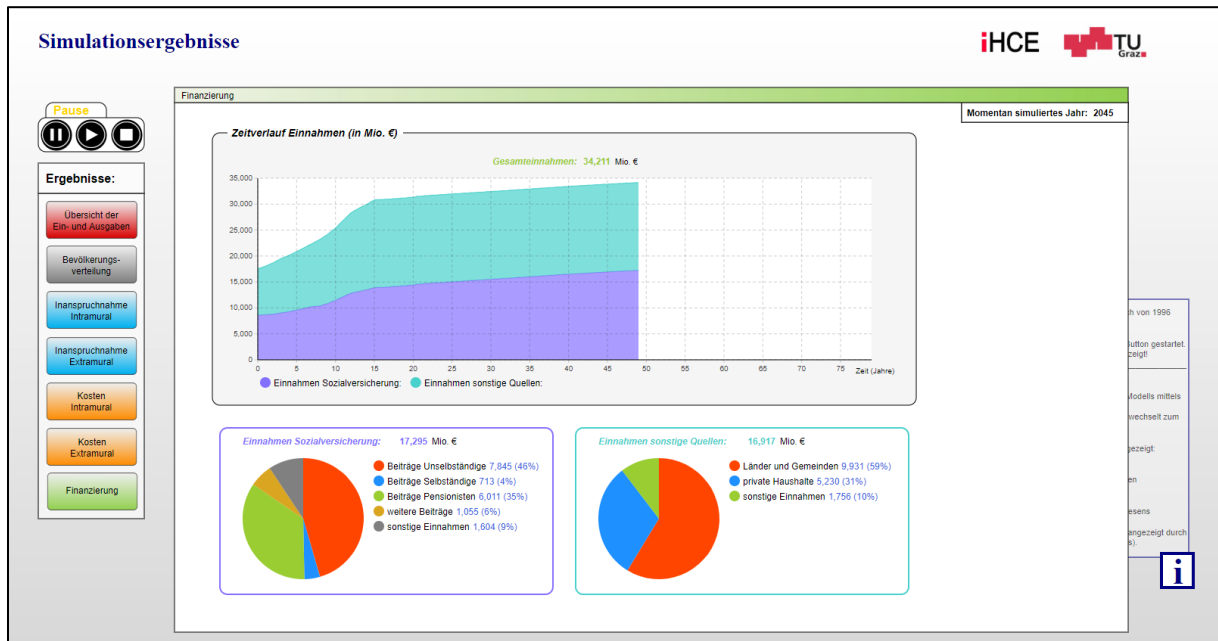 Simulationsergebnisse
iHCE
TU
Graz
Finanzierung
Momentan simuliertes Jahr: 2045
Pause
Ergebnisse:
Übersicht der
Ein- und Ausgaben
Bevölkerungs-
verteilung
Inanspruchnahme
Intramural
Inanspruchnahme
Extramural
Kosten
Intramural
Kosten
Extramural
Finanzierung
Zeitverlauf Einnahmen (in Mio. €)
Gesamteinnahmen: 34,211 Mio. €
35,000
30,000
25,000
20,000
15,000
10,000
5,000
0
0 5 10 15 20 25 30 35 40 45 50 55 60 65 70 75 Zeit (Jahre)
Einnahmen Sozialversicherung: Einnahmen sonstige Quellen:
Einnahmen Sozialversicherung: 17,295 Mio. €
Beiträge Unselbständige 7,845 (46%)
Beiträge Selbständige 713 (4%)
Beiträge Pensionisten 6,011 (35%)
weitere Beiträge 1,055 (6%)
sonstige Einnahmen 1,604 (9%)
Einnahmen sonstige Quellen: 16,917 Mio. €
Länder und Gemeinden 9,931 (59%)
private Haushalte 5,230 (31%)
sonstige Einnahmen 1,756 (10%)
ch von 1996
Button gestartet.
zeigt!
Modells mittels
wechselt zum
gezeigt:
en
esens
angezeigt durch
s).
i